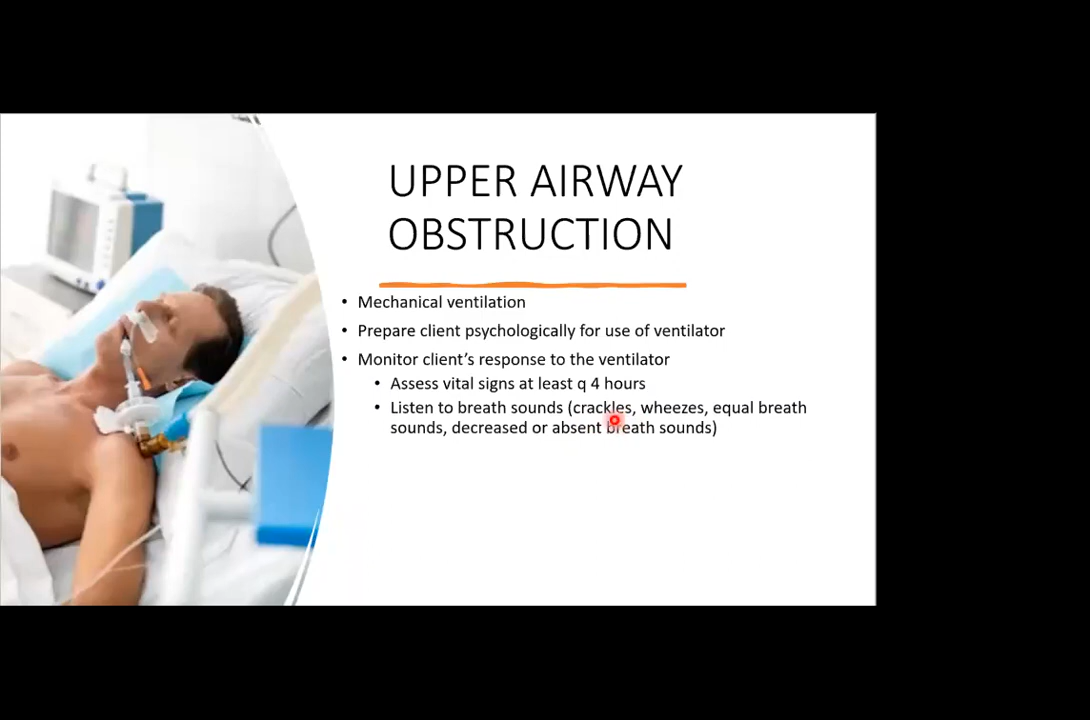 UPPER AIRWAY
OBSTRUCTION
• Mechanical ventilation
• Prepare client psychologically for use of ventilator
• Monitor client's response to the ventilator
• Assess vital signs at least q 4 hours
• Listen to breath sounds (crackles, wheezes, equal breath
sounds, decreased or absent breath sounds)